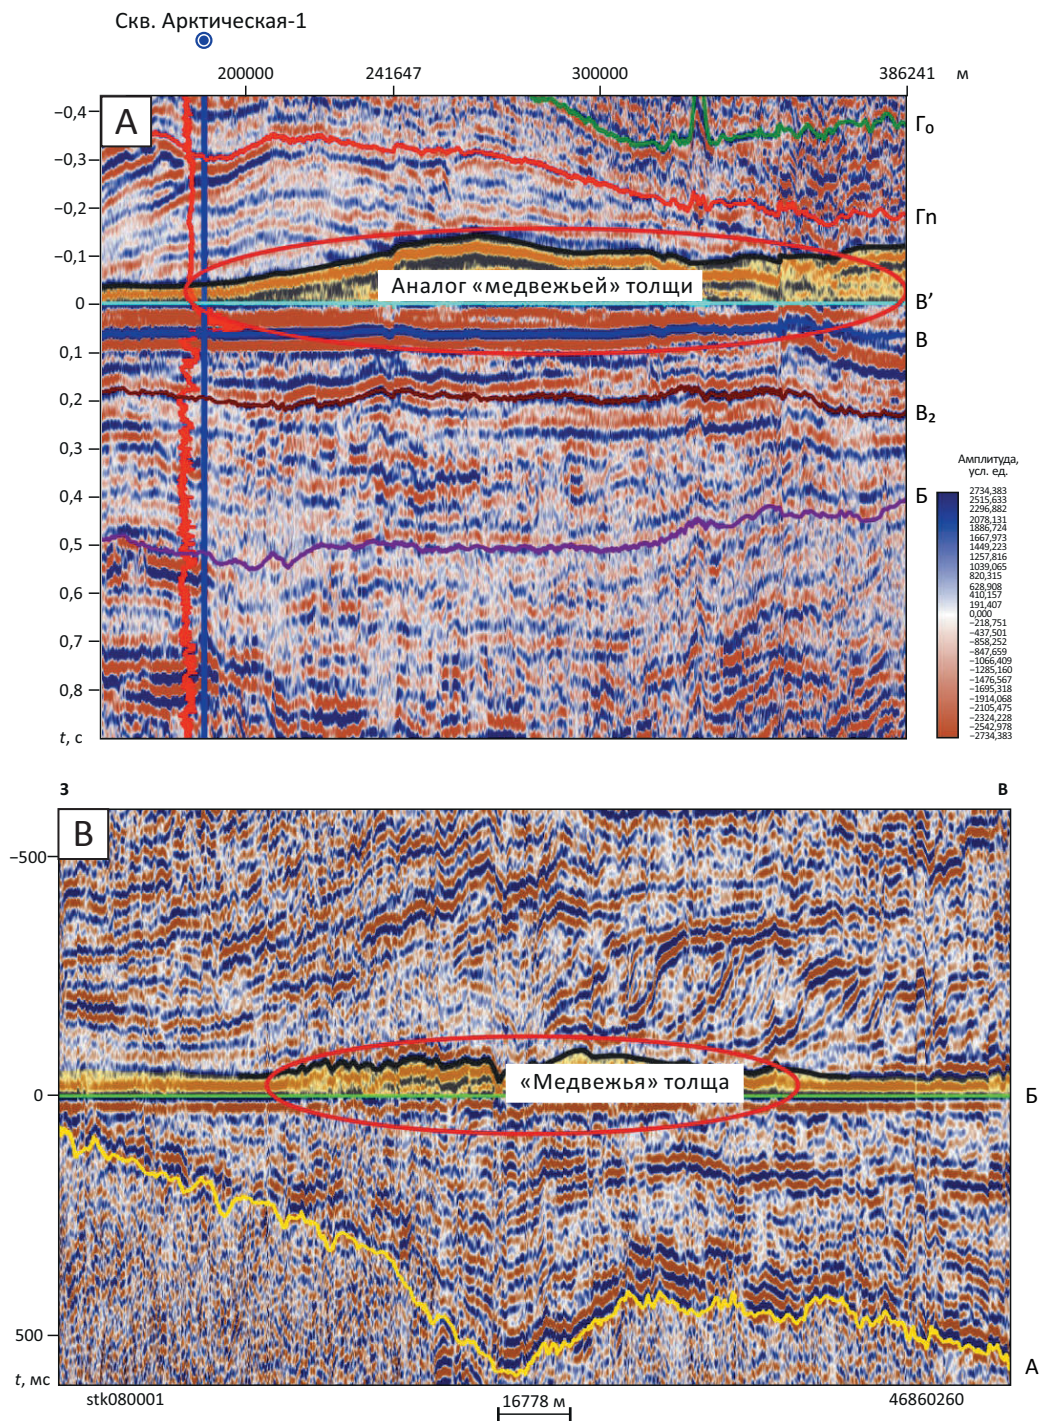 Скв. Арктическая-1
200000 241647 300000 386241 м
А
–0,4
–0,3
–0,2
–0,1
0
0,1
0,2
0,3
0,4
0,5
0,6
0,7
0,8
t, с
Аналог «медвежьей» толщи
Г₀
Гп
В′
В
В₂
Б
Амплитуда,
усл. ед.
2734,383
2515,633
2296,882
2078,131
1886,724
1667,973
1449,223
1257,816
1039,065
820,315
628,908
410,157
191,407
0,000
–218,751
–437,501
–858,252
–847,659
–1066,409
–1285,160
–1476,567
–1695,318
–1914,068
–2105,475
–2324,228
–2542,978
–2734,383
З В
В
–500
0
500
t, мс
«Медвежья» толща
Б
А
stk080001 16778 м 46860260